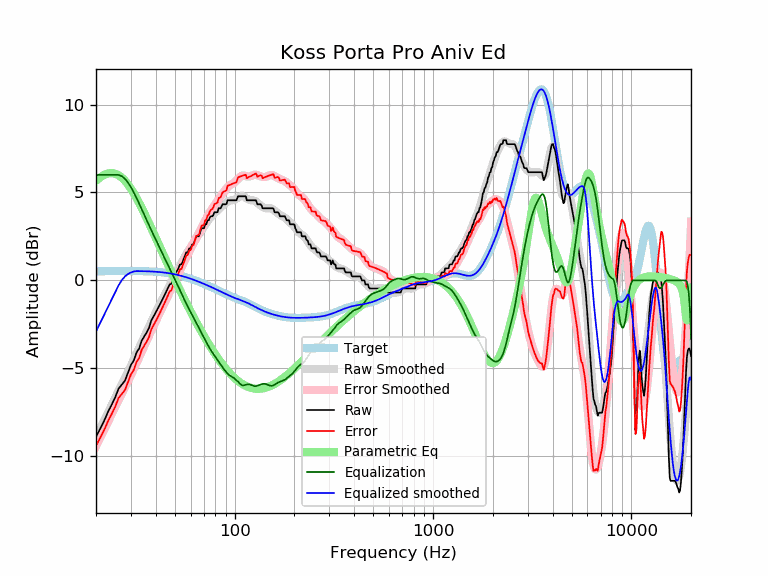 Koss Porta Pro Aniv Ed
Amplitude (dBr)
10
5
0
−5
−10
Target
Raw Smoothed
Error Smoothed
Raw
Error
Parametric Eq
Equalization
Equalized smoothed
100
1000
10000
Frequency (Hz)